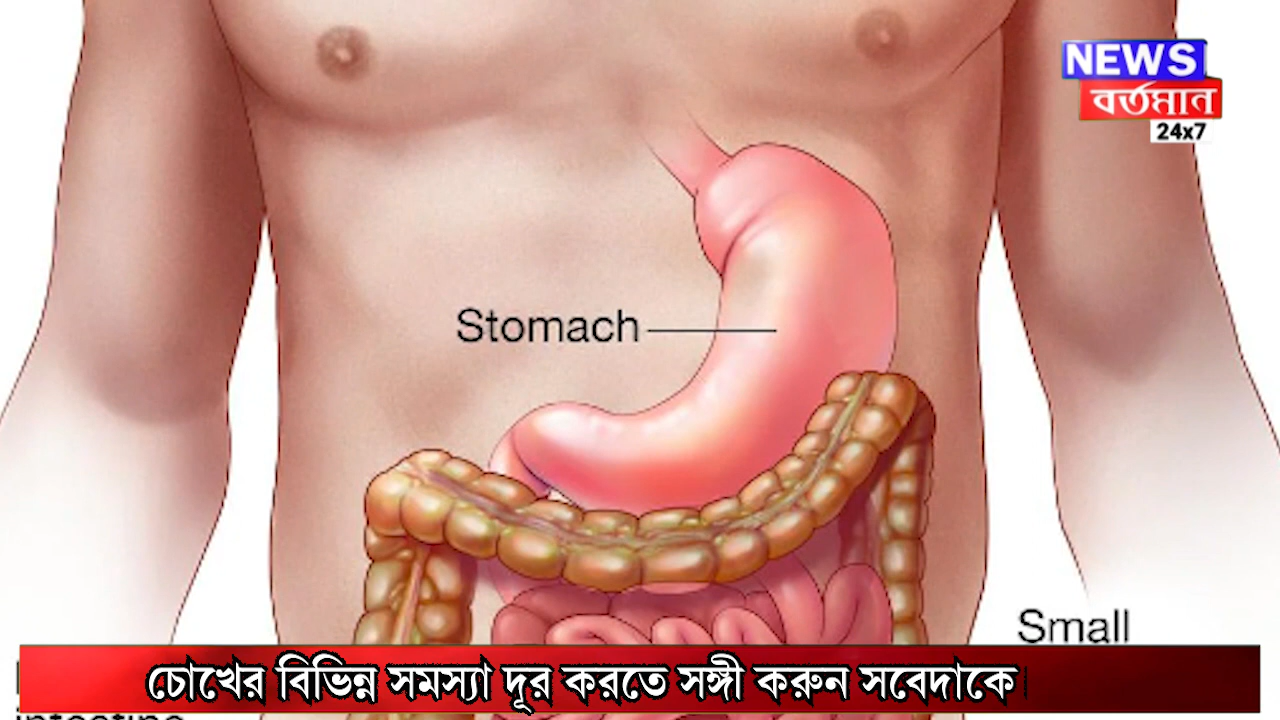 NEWS
বর্তমান
24x7
Stomach
Small
চোখের বিভিন্ন সমস্যা দূর করতে সঙ্গী করুন সবেদাকে